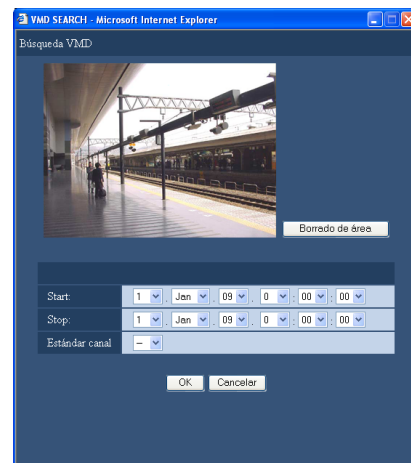 VMD SEARCH - Microsoft Internet Explorer
Búsqueda VMD
Borrado de área
Start: 1 . Jan . 09 . 0 : 00 : 00
Stop: 1 . Jan . 09 . 0 : 00 : 00
Estándar canal --
OK Cancelar